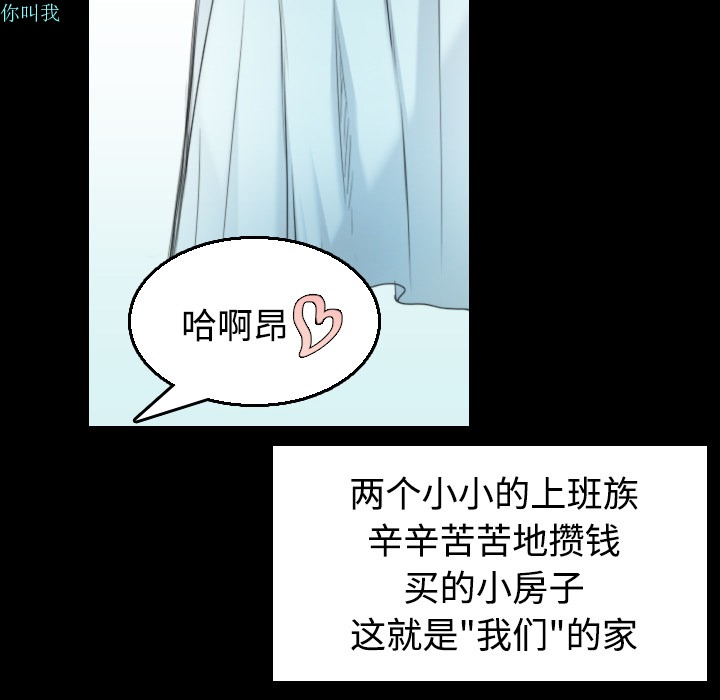 你叫我
哈啊昂
两个小小的上班族
辛辛苦苦地攒钱
买的小房子
这就是"我们"的家